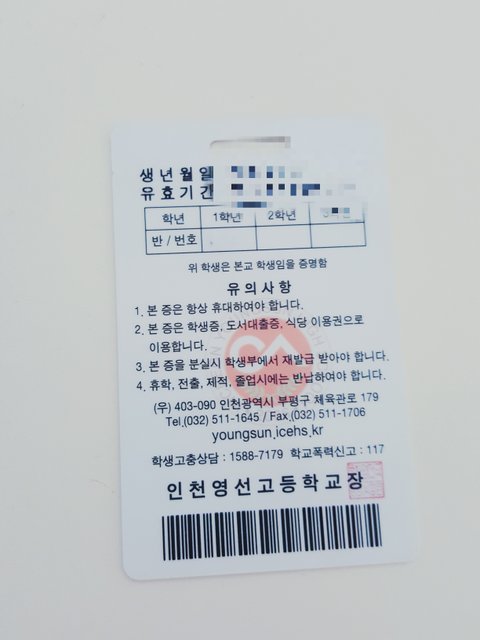 생년월일
유효기간
학년 1학년 2학년
반 / 번호
위 학생은 본교 학생임을 증명함
유의사항
1. 본 증은 항상 휴대하여야 합니다.
2. 본 증은 학생증, 도서대출증, 식당 이용권으로
이용합니다.
3. 본 증을 분실시 학생부에서 재발급 받아야 합니다.
4. 휴학, 전출, 제적, 졸업시에는 반납하여야 합니다.
(우) 403-090 인천광역시 부평구 체육관로 179
Tel.(032) 511-1645 / Fax.(032) 511-1706
youngsun.icehs.kr
학생고충상담 : 1588-7179 학교폭력신고 : 117
인천영선고등학교장